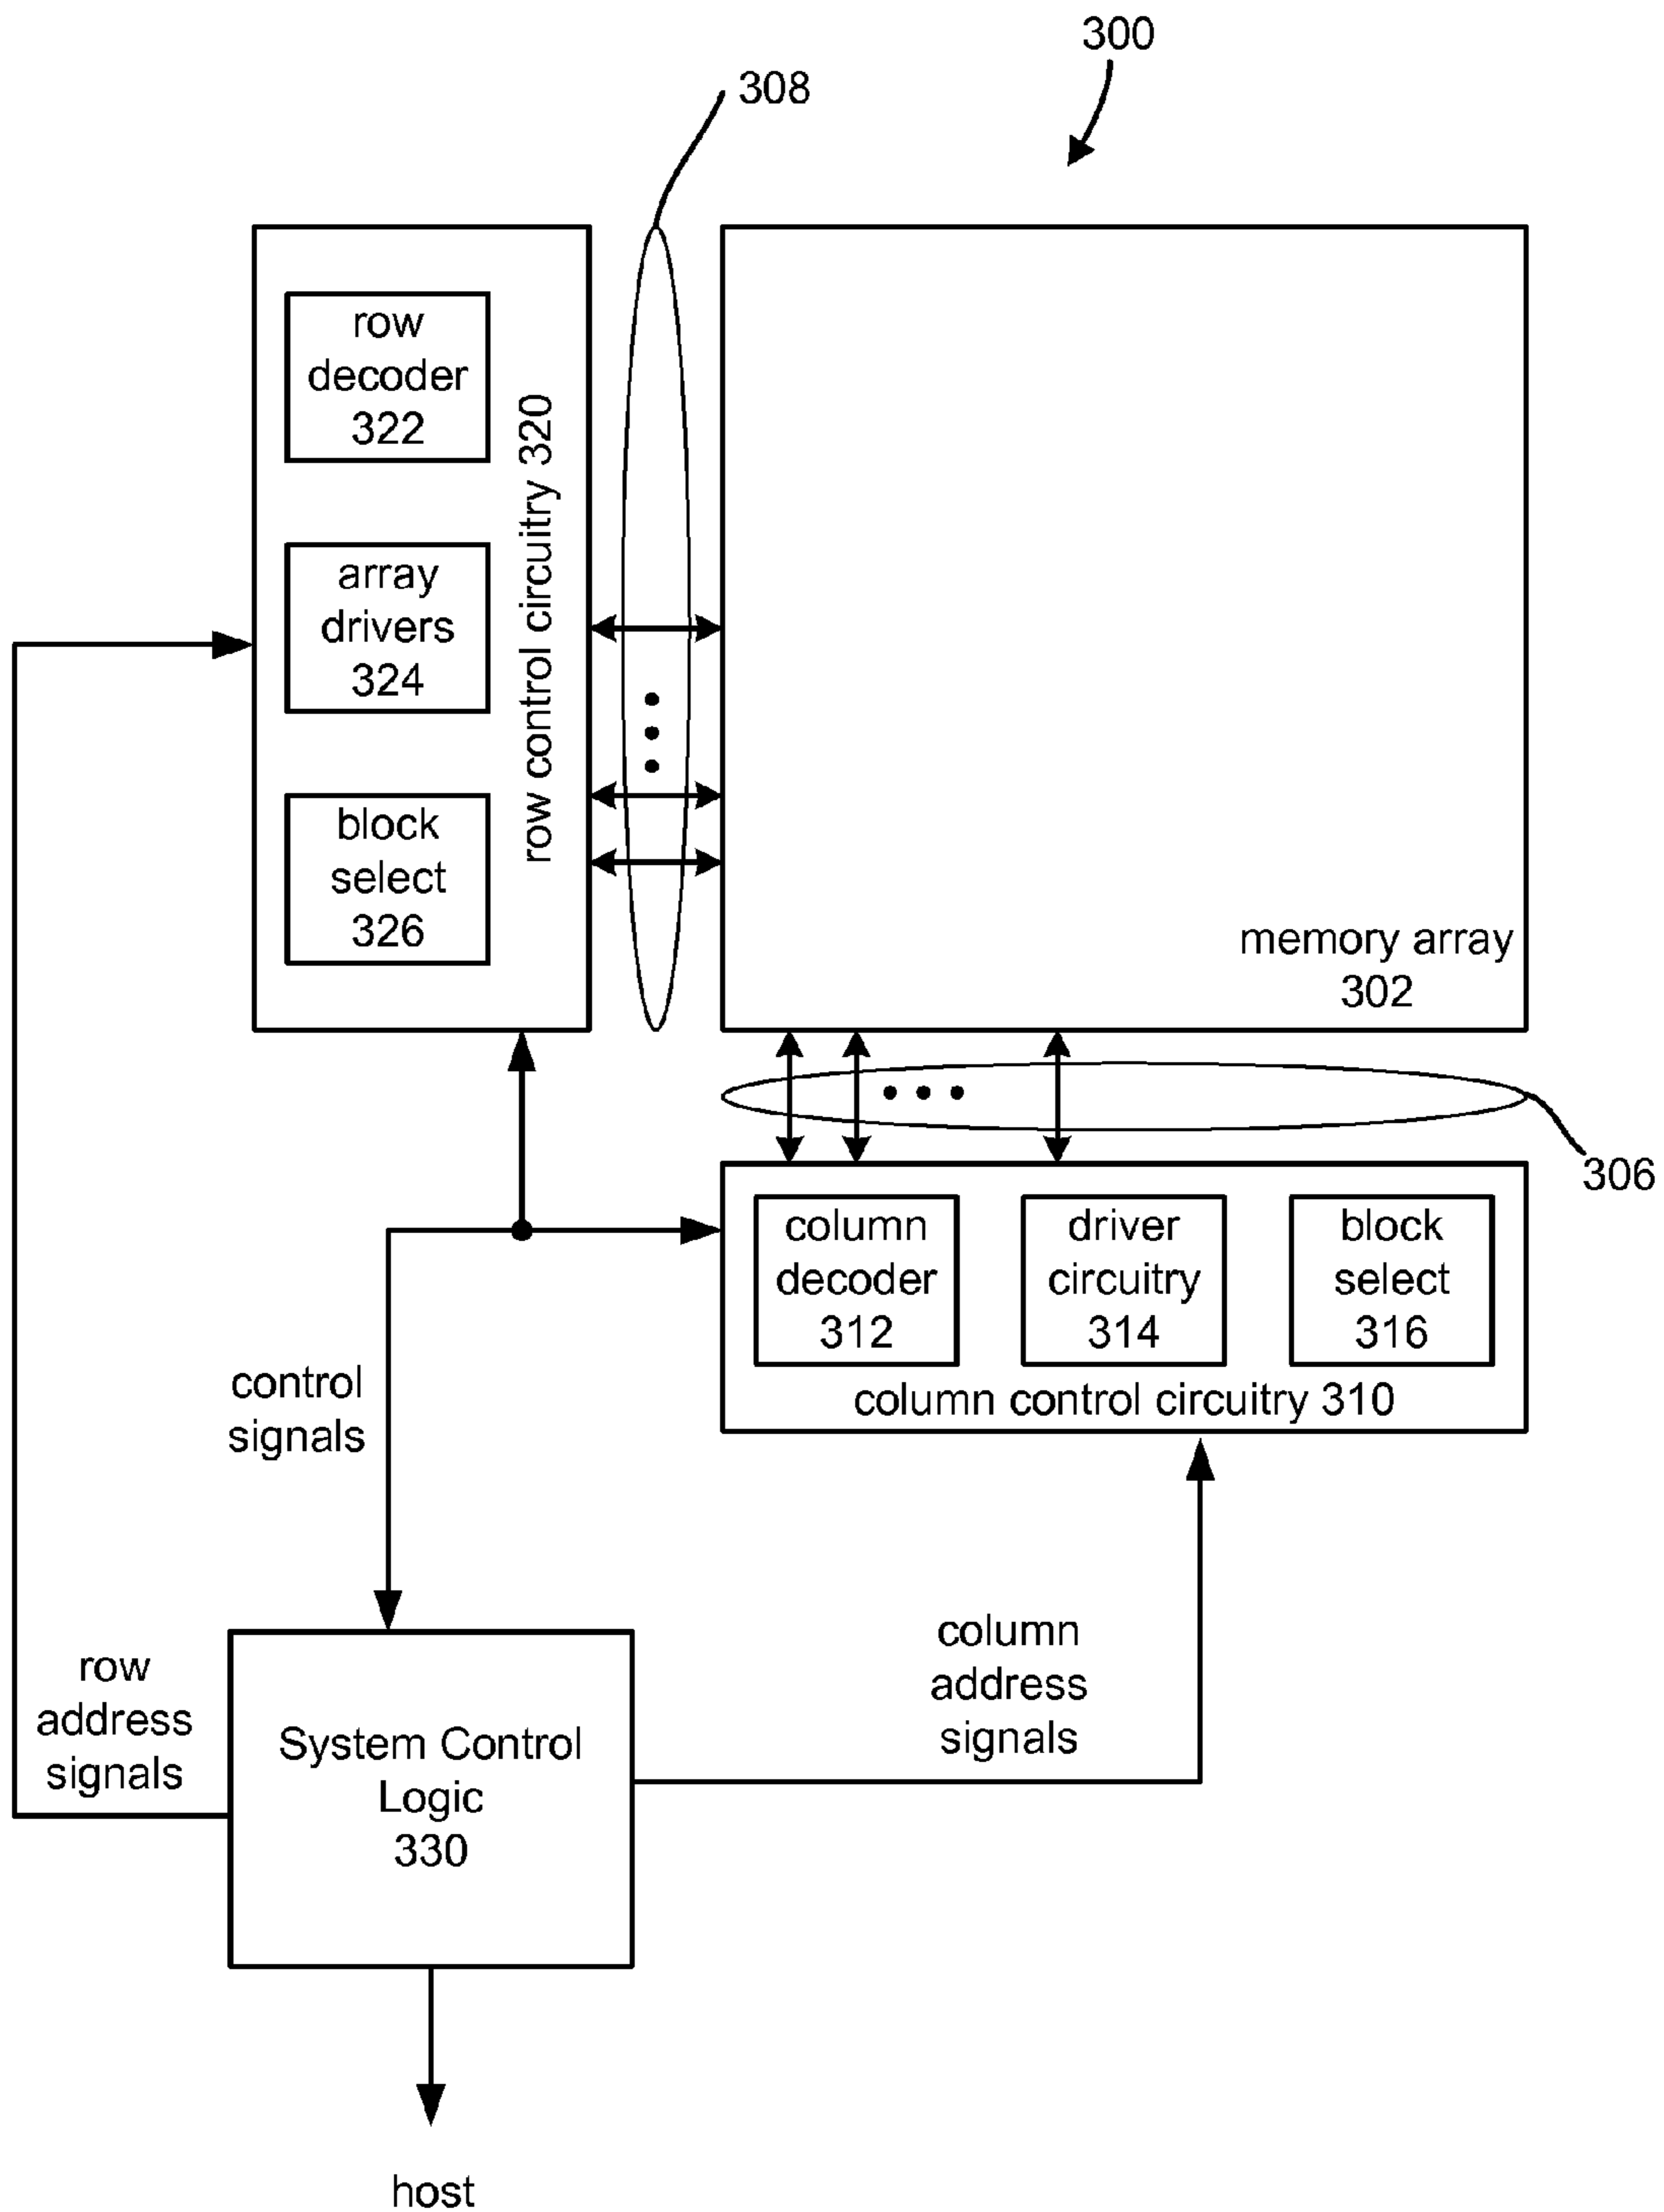 300
308
row
decoder
322
array
drivers
324
block
select
326
row control circuitry 320
memory array
302
306
column
decoder
312
driver
circuitry
314
block
select
316
column control circuitry 310
control
signals
row
address
signals
column
address
signals
System Control
Logic
330
host